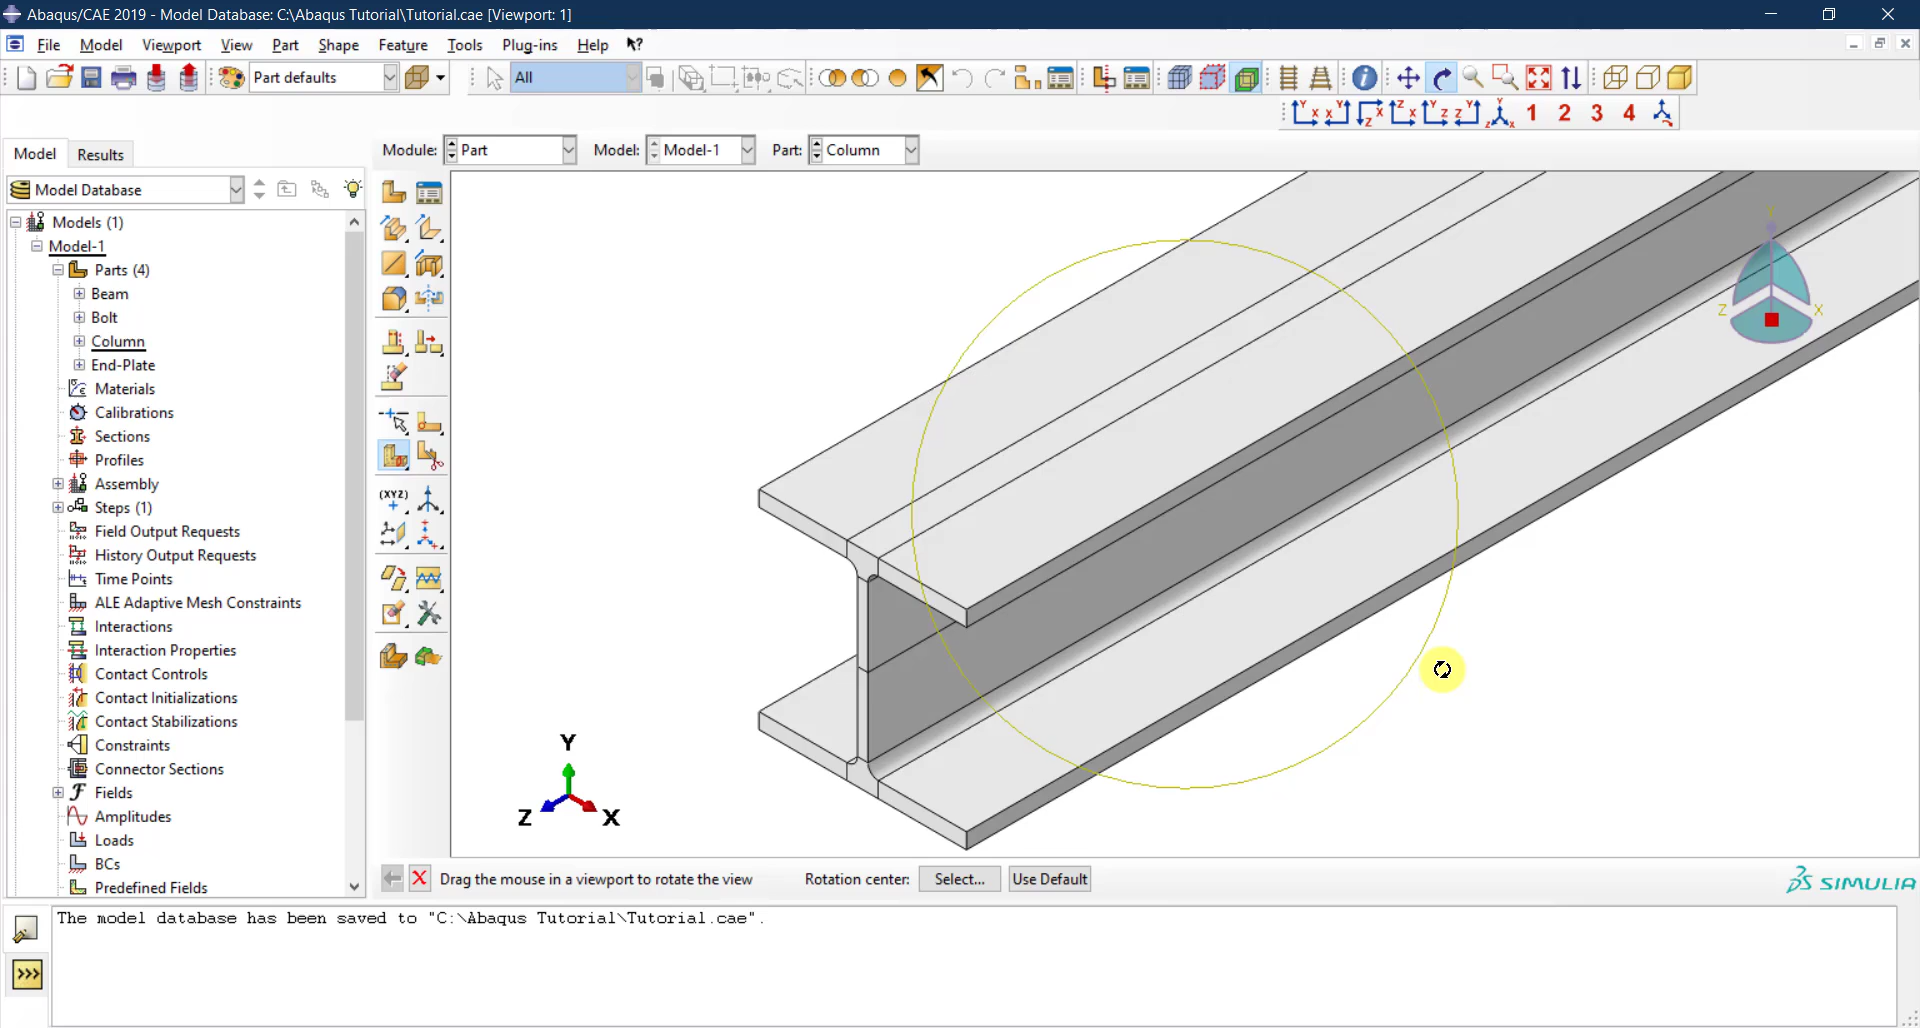 Abaqus/CAE 2019 - Model Database: C:\Abaqus Tutorial\Tutorial.cae [Viewport: 1]
File Model Viewport View Part Shape Feature Tools Plug-ins Help
Part defaults All
1 2 3 4
Model Results
Module: Part Model: Model-1 Part: Column
Model Database
Models (1)
Model-1
Parts (4)
Beam
Bolt
Column
End-Plate
Materials
Calibrations
Sections
Profiles
Assembly
Steps (1)
Field Output Requests
History Output Requests
Time Points
ALE Adaptive Mesh Constraints
Interactions
Interaction Properties
Contact Controls
Contact Initializations
Contact Stabilizations
Constraints
Connector Sections
Fields
Amplitudes
Loads
BCs
Predefined Fields
(XYZ)
Y
Z X
Y
Z X
Drag the mouse in a viewport to rotate the view Rotation center: Select... Use Default
SIMULIA
The model database has been saved to "C:\Abaqus Tutorial\Tutorial.cae".
>>>